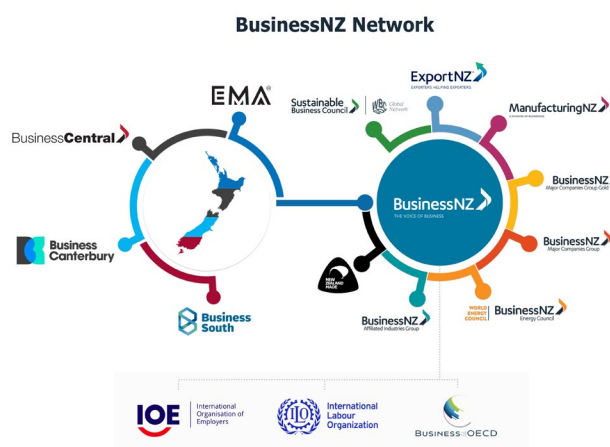 BusinessNZ Network
ExportNZ
EXPORTERS HELPING EXPORTERS
EMA
Sustainable
Business Council
Global
Network
ManufacturingNZ
BusinessCentral
BusinessNZ
Major Companies Group Gold
BusinessNZ
THE VOICE OF BUSINESS
BusinessNZ
Major Companies Group
Business
Canterbury
NEW
ZEALAND
MADE
Business
South
BusinessNZ
Affiliated Industries Group
WORLD
ENERGY
COUNCIL
BusinessNZ
Energy Council
IOE
International
Organisation of
Employers
ILO
International
Labour
Organization
BUSINESS at OECD